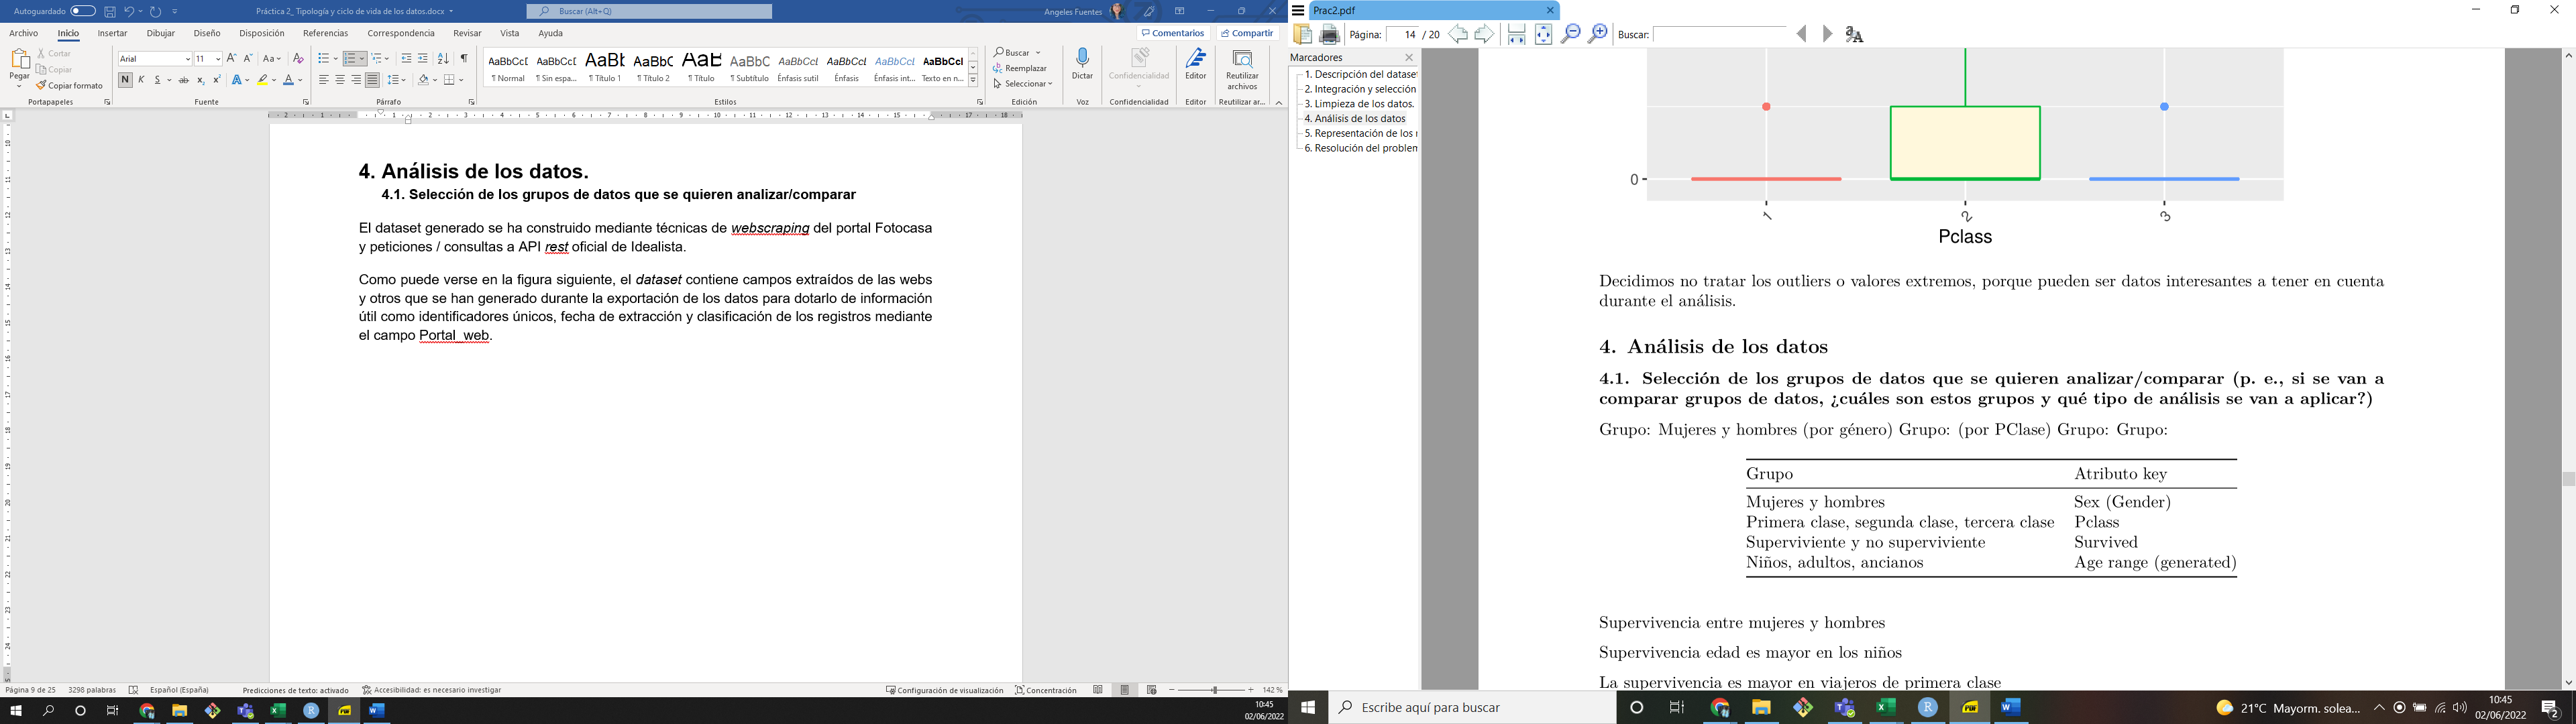 Autoguardado
Práctica 2_ Tipología y ciclo de vida de los datos.docx
Buscar (Alt+Q)
Angeles Fuentes
Archivo Inicio Insertar Dibujar Diseño Disposición Referencias Correspondencia Revisar Vista Ayuda
Comentarios Compartir
Pegar
Cortar
Copiar
Copiar formato
Portapapeles
Arial 11
Fuente
Párrafo
AaBbCcI AaBbCcI AaBb( AaBbC AaB AaBbC AaBbCcl AaBbCcl AaBbCcl AaBbCcl
¶ Normal ¶ Sin espa... ¶ Título 1 ¶ Título 2 ¶ Título ¶ Subtítulo Énfasis sutil Énfasis Énfasis int... Texto en n...
Estilos
Buscar
Reemplazar
Seleccionar
Edición
Dictar
Voz
Confidencialidad
Confidencialidad
Editor
Editor
Reutilizar archivos
Reutilizar ar...
4. Análisis de los datos.
4.1. Selección de los grupos de datos que se quieren analizar/comparar
El dataset generado se ha construido mediante técnicas de webscraping del portal Fotocasa
y peticiones / consultas a API rest oficial de Idealista.
Como puede verse en la figura siguiente, el dataset contiene campos extraídos de las webs
y otros que se han generado durante la exportación de los datos para dotarlo de información
útil como identificadores únicos, fecha de extracción y clasificación de los registros mediante
el campo Portal_web.
Página 9 de 25 3298 palabras Español (España) Predicciones de texto: activado Accesibilidad: es necesario investigar
Configuración de visualización Concentración 142 %
10:45
02/06/2022
Prac2.pdf
Página: 14 / 20
Buscar:
Marcadores
1. Descripción del dataset
2. Integración y selección
3. Limpieza de los datos.
4. Análisis de los datos
5. Representación de los r
6. Resolución del problem
0
1 2 3
Pclass
Decidimos no tratar los outliers o valores extremos, porque pueden ser datos interesantes a tener en cuenta
durante el análisis.
4. Análisis de los datos
4.1. Selección de los grupos de datos que se quieren analizar/comparar (p. e., si se van a
comparar grupos de datos, ¿cuáles son estos grupos y qué tipo de análisis se van a aplicar?)
Grupo: Mujeres y hombres (por género) Grupo: (por PClase) Grupo: Grupo:
Grupo Atributo key
Mujeres y hombres Sex (Gender)
Primera clase, segunda clase, tercera clase Pclass
Superviviente y no superviviente Survived
Niños, adultos, ancianos Age range (generated)
Supervivencia entre mujeres y hombres
Supervivencia edad es mayor en los niños
La supervivencia es mayor en viajeros de primera clase
Escribe aquí para buscar
21°C Mayorm. solea...
10:45
02/06/2022
2